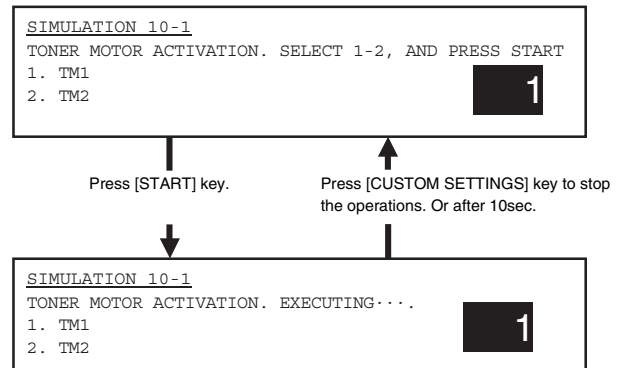 SIMULATION 10-1
TONER MOTOR ACTIVATION. SELECT 1-2, AND PRESS START
1. TM1
2. TM2
1
Press [START] key.
Press [CUSTOM SETTINGS] key to stop
the operations. Or after 10sec.
SIMULATION 10-1
TONER MOTOR ACTIVATION. EXECUTING···.
1. TM1
2. TM2
1